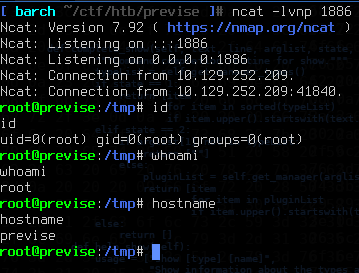 [ barch ~/ctf/htb/previse ]# ncat -lvnp 1886
Ncat: Version 7.92 ( https://nmap.org/ncat )
Ncat: Listening on :::1886
Ncat: Listening on 0.0.0.0:1886
Ncat: Connection from 10.129.252.209.
Ncat: Connection from 10.129.252.209:41840.
root@previse:/tmp# id
id
uid=0(root) gid=0(root) groups=0(root)
root@previse:/tmp# whoami
whoami
root
root@previse:/tmp# hostname
hostname
previse
root@previse:/tmp#